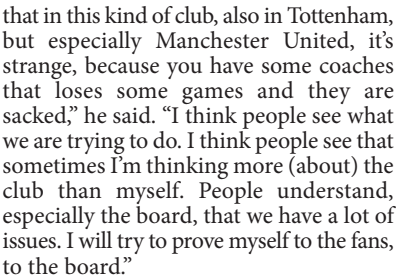 that in this kind of club, also in Tottenham,
but especially Manchester United, it’s
strange, because you have some coaches
that loses some games and they are
sacked,” he said. “I think people see what
we are trying to do. I think people see that
sometimes I’m thinking more (about) the
club than myself. People understand,
especially the board, that we have a lot of
issues. I will try to prove myself to the fans,
to the board.”